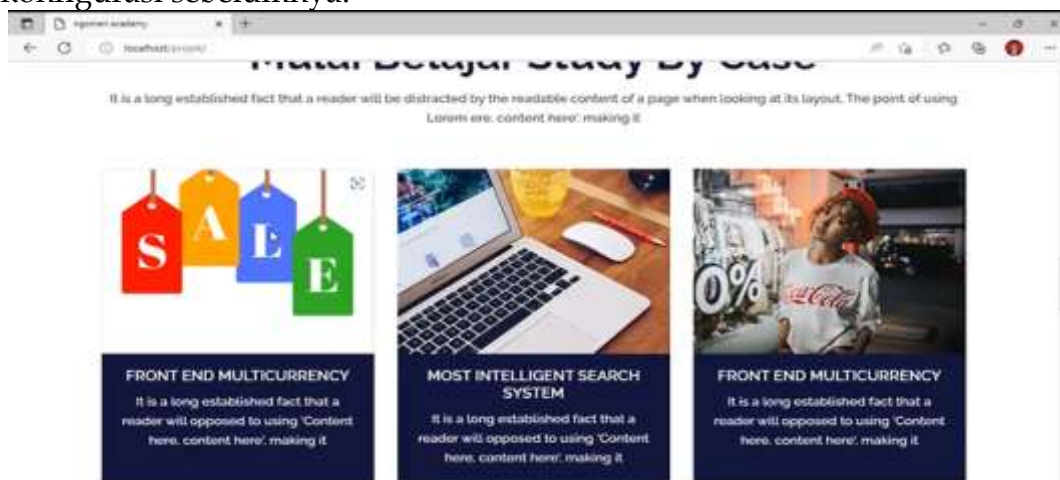 konfigurasi sebelumnya.
ngoman academy
localhost/projek/
Mulai Belajar Study By Case
It is a long established fact that a reader will be distracted by the readable content of a page when looking at its layout. The point of using
Lorem ere, content here', making it
S A L E
0%
Coca-Cola
FRONT END MULTICURRENCY
It is a long established fact that a
reader will opposed to using 'Content
here, content here', making it
MOST INTELLIGENT SEARCH
SYSTEM
It is a long established fact that a
reader will opposed to using 'Content
here, content here', making it
FRONT END MULTICURRENCY
It is a long established fact that a
reader will opposed to using 'Content
here, content here', making it